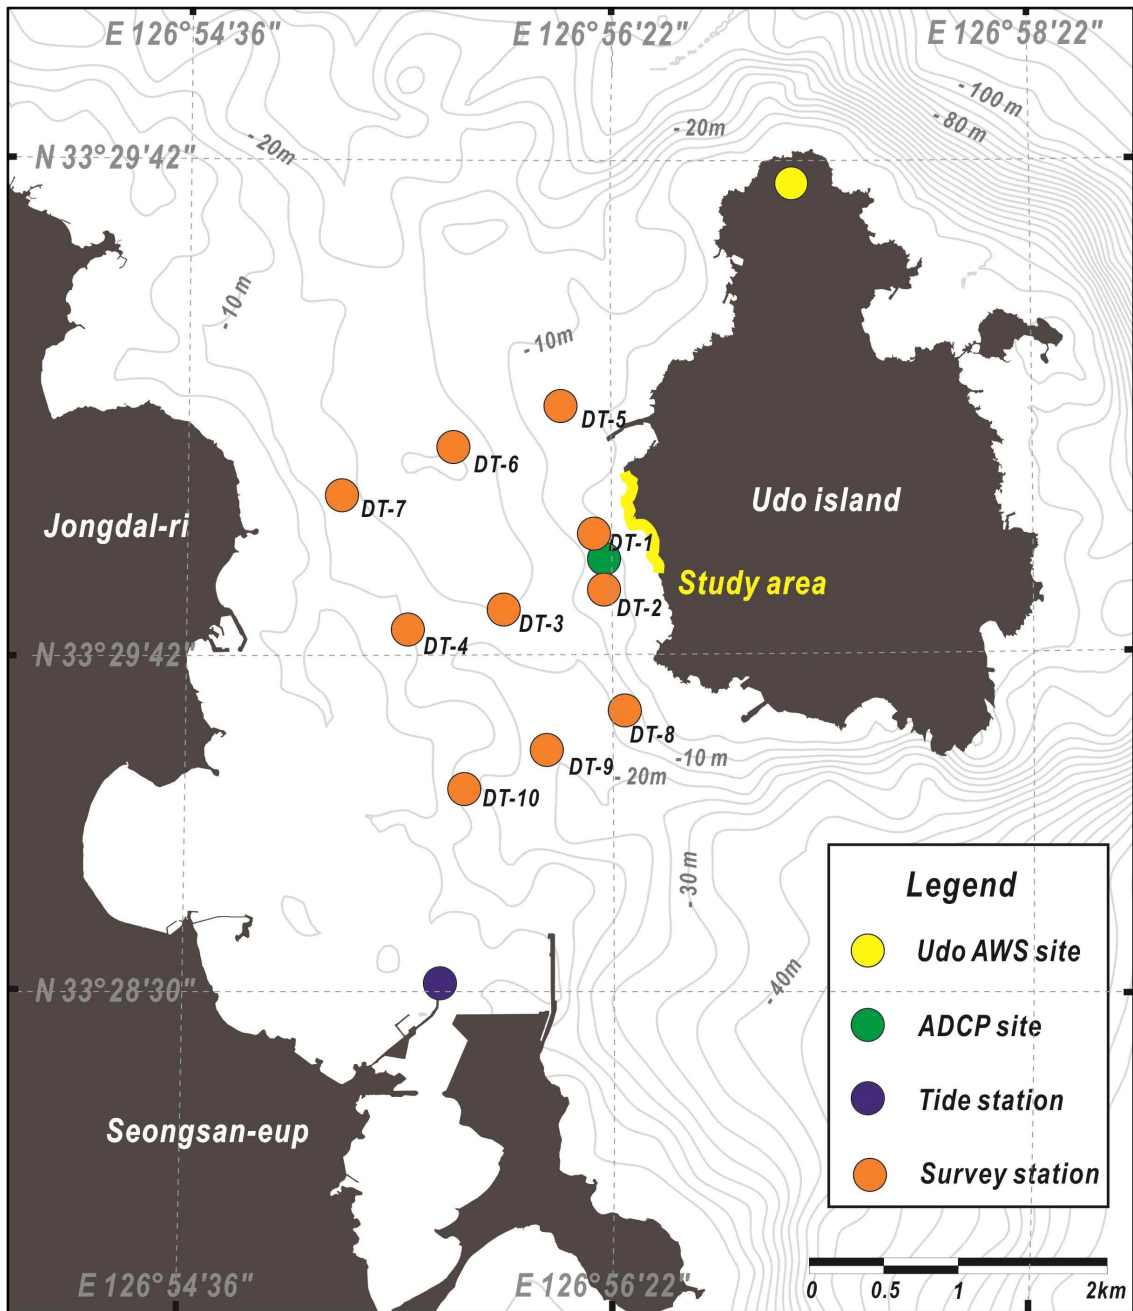 E 126°54'36"
E 126°56'22"
E 126°58'22"
- 100 m
- 80 m
- 20m
- 20m
N 33°29'42"
- 10 m
- 10m
DT-5
DT-6
DT-7
Jongdal-ri
Udo island
DT-1
Study area
DT-2
DT-3
DT-4
N 33°29'42"
DT-8
-10 m
DT-9
- 20m
DT-10
- 30 m
Legend
Udo AWS site
- 40m
N 33°28'30"
ADCP site
Tide station
Seongsan-eup
Survey station
E 126°54'36"
E 126°56'22"
0 0.5 1 2km